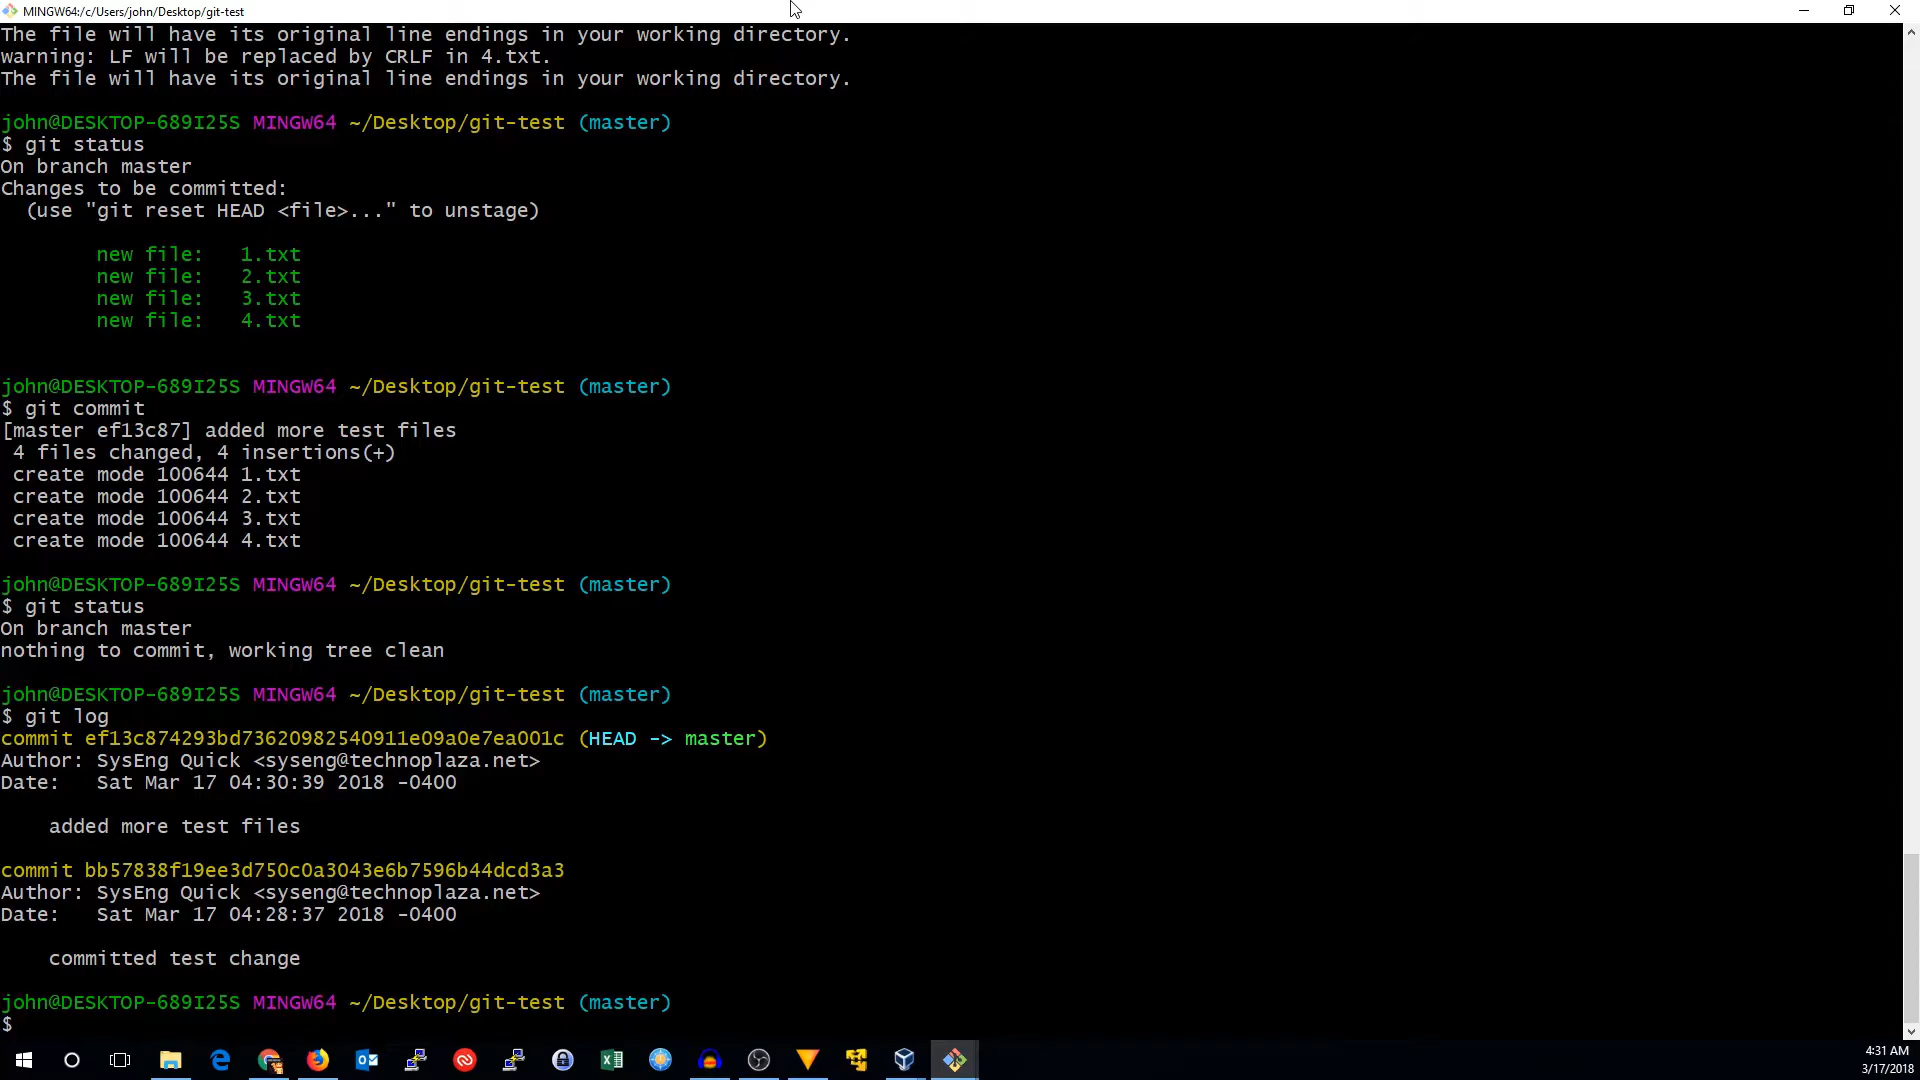 MINGW64:/c/Users/john/Desktop/git-test
The file will have its original line endings in your working directory.
warning: LF will be replaced by CRLF in 4.txt.
The file will have its original line endings in your working directory.
john@DESKTOP-689I25S MINGW64 ~/Desktop/git-test (master)
$ git status
On branch master
Changes to be committed:
  (use "git reset HEAD <file>..." to unstage)
        new file:   1.txt
        new file:   2.txt
        new file:   3.txt
        new file:   4.txt
john@DESKTOP-689I25S MINGW64 ~/Desktop/git-test (master)
$ git commit
[master ef13c87] added more test files
 4 files changed, 4 insertions(+)
 create mode 100644 1.txt
 create mode 100644 2.txt
 create mode 100644 3.txt
 create mode 100644 4.txt
john@DESKTOP-689I25S MINGW64 ~/Desktop/git-test (master)
$ git status
On branch master
nothing to commit, working tree clean
john@DESKTOP-689I25S MINGW64 ~/Desktop/git-test (master)
$ git log
commit ef13c874293bd73620982540911e09a0e7ea001c (HEAD -> master)
Author: SysEng Quick <syseng@technoplaza.net>
Date:   Sat Mar 17 04:30:39 2018 -0400
    added more test files
commit bb57838f19ee3d750c0a3043e6b7596b44dcd3a3
Author: SysEng Quick <syseng@technoplaza.net>
Date:   Sat Mar 17 04:28:37 2018 -0400
    committed test change
john@DESKTOP-689I25S MINGW64 ~/Desktop/git-test (master)
$
4:31 AM
3/17/2018